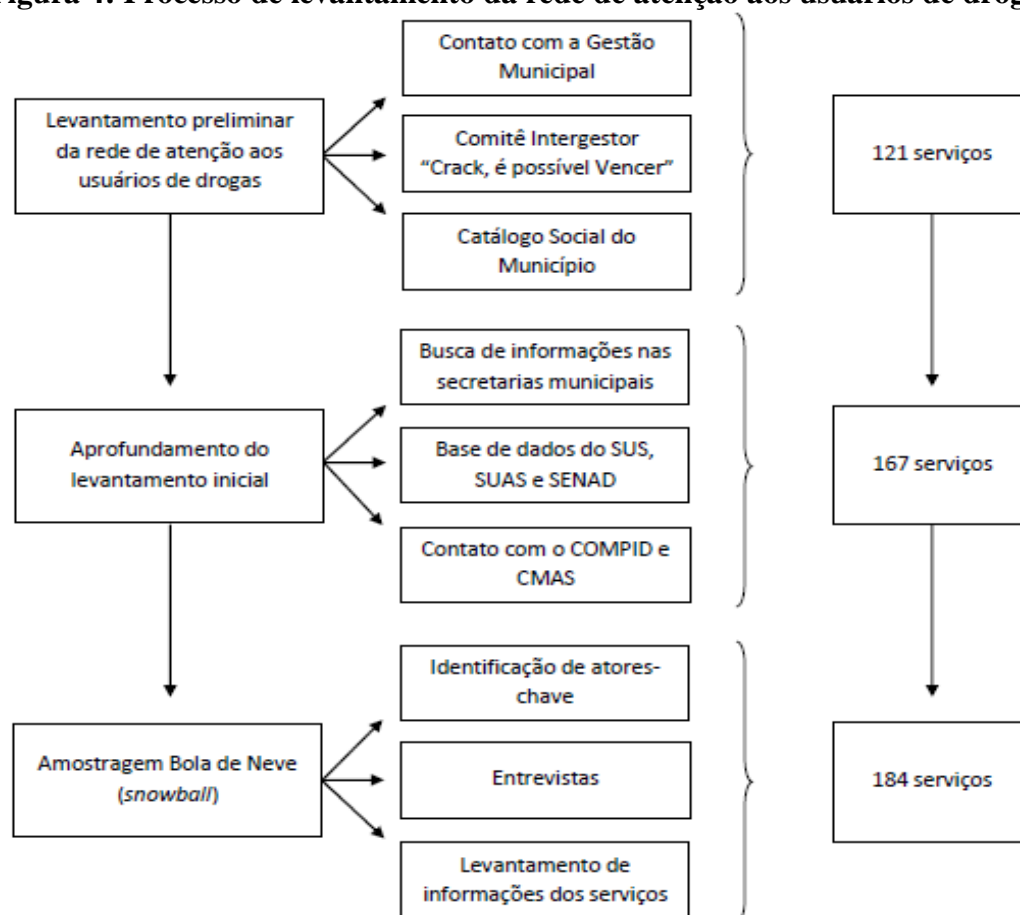 Figura 4: Processo de levantamento da rede de atenção aos usuários de
Contato com a Gestão
Municipal
Levantamento preliminar
da rede de atenção aos
usuários de drogas
Comitê Intergestor
“Crack, é possível Vencer”
121 serviços
Catálogo Social do
Município
Busca de informações nas
secretarias municipais
Aprofundamento do
levantamento inicial
Base de dados do SUS,
SUAS e SENAD
167 serviços
Contato com o COMPID e
CMAS
Identificação de atores-
chave
Amostragem Bola de Neve
(snowball)
Entrevistas
184 serviços
Levantamento de
informações dos serviços